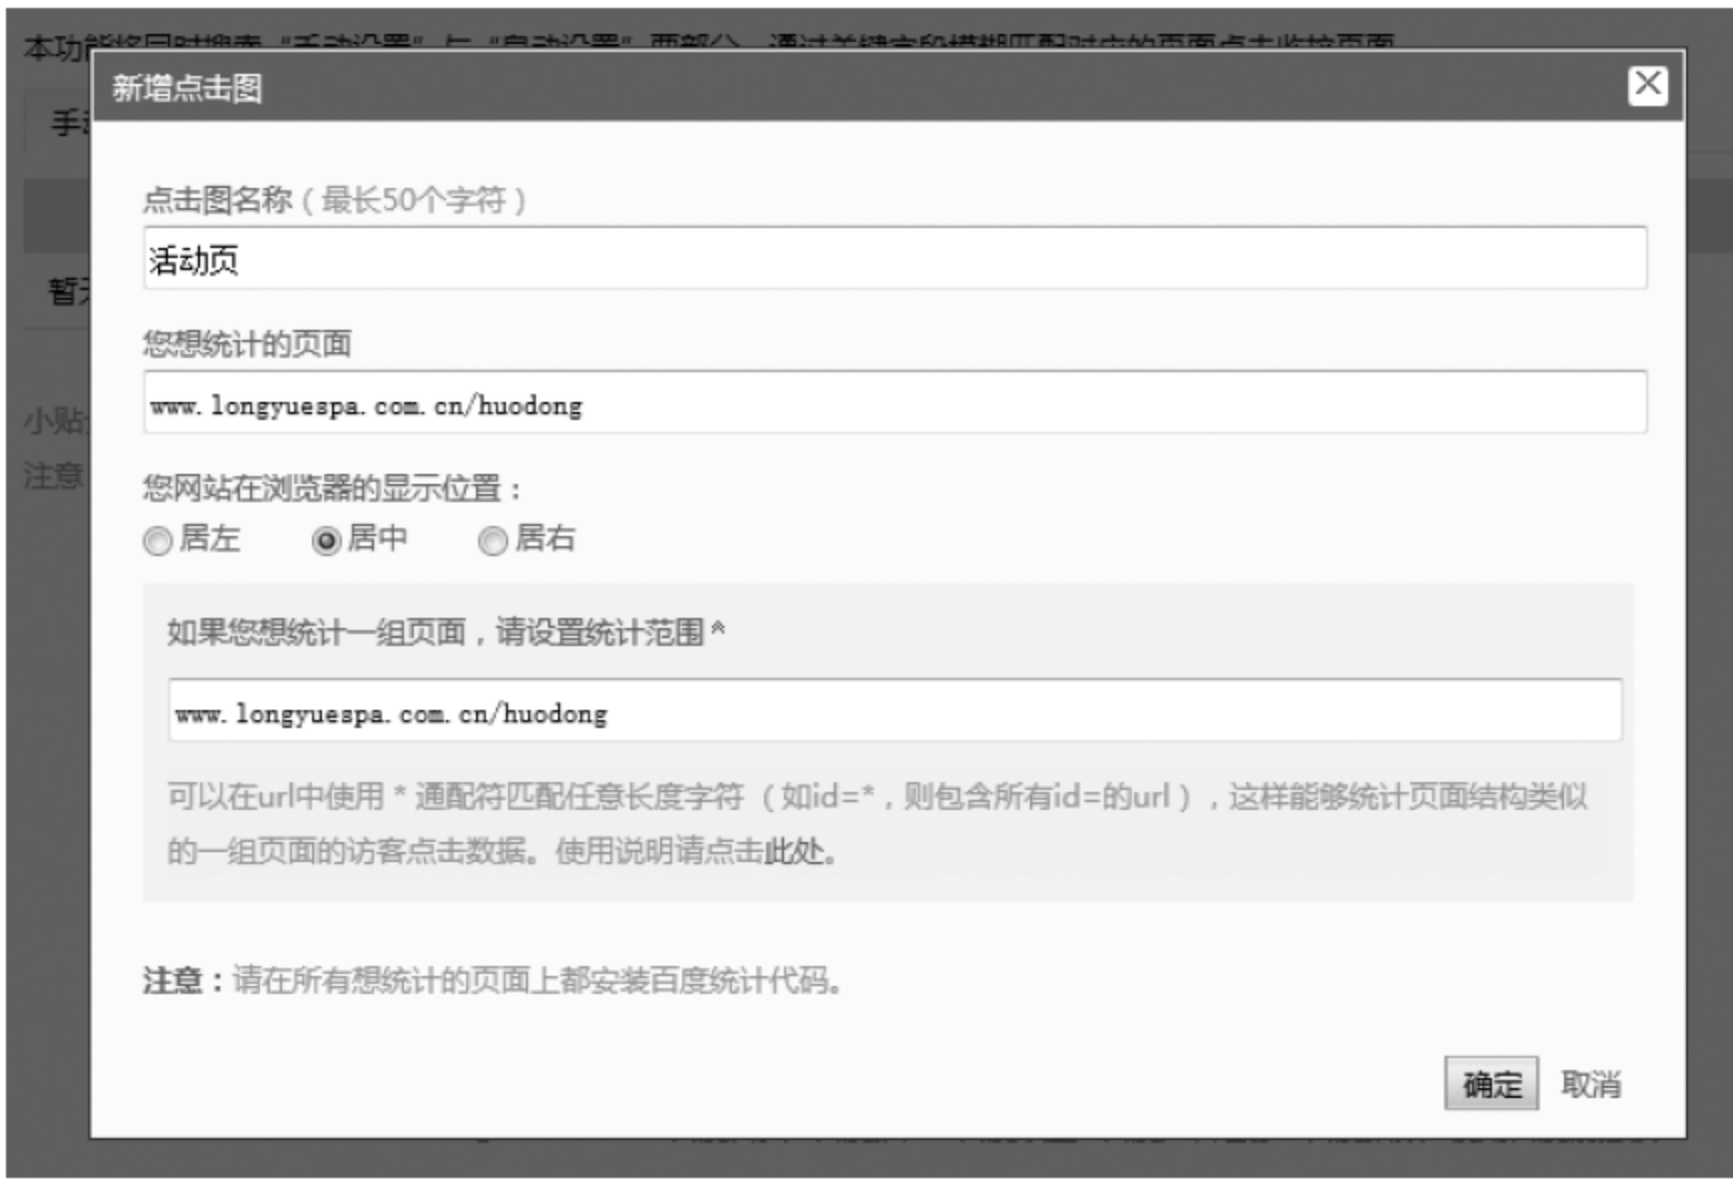 新增点击图
点击图名称（最长50个字符）
活动页
您想统计的页面
www.longyuespa.com.cn/huodong
您网站在浏览器的显示位置：
居左 居中 居右
如果您想统计一组页面，请设置统计范围
www.longyuespa.com.cn/huodong
可以在url中使用 * 通配符匹配任意长度字符（如id=*，则包含所有id=的url），这样能够统计页面结构类似
的一组页面的访客点击数据。使用说明请点击此处。
注意：请在所有想统计的页面上都安装百度统计代码。
确定 取消
小贴
注意